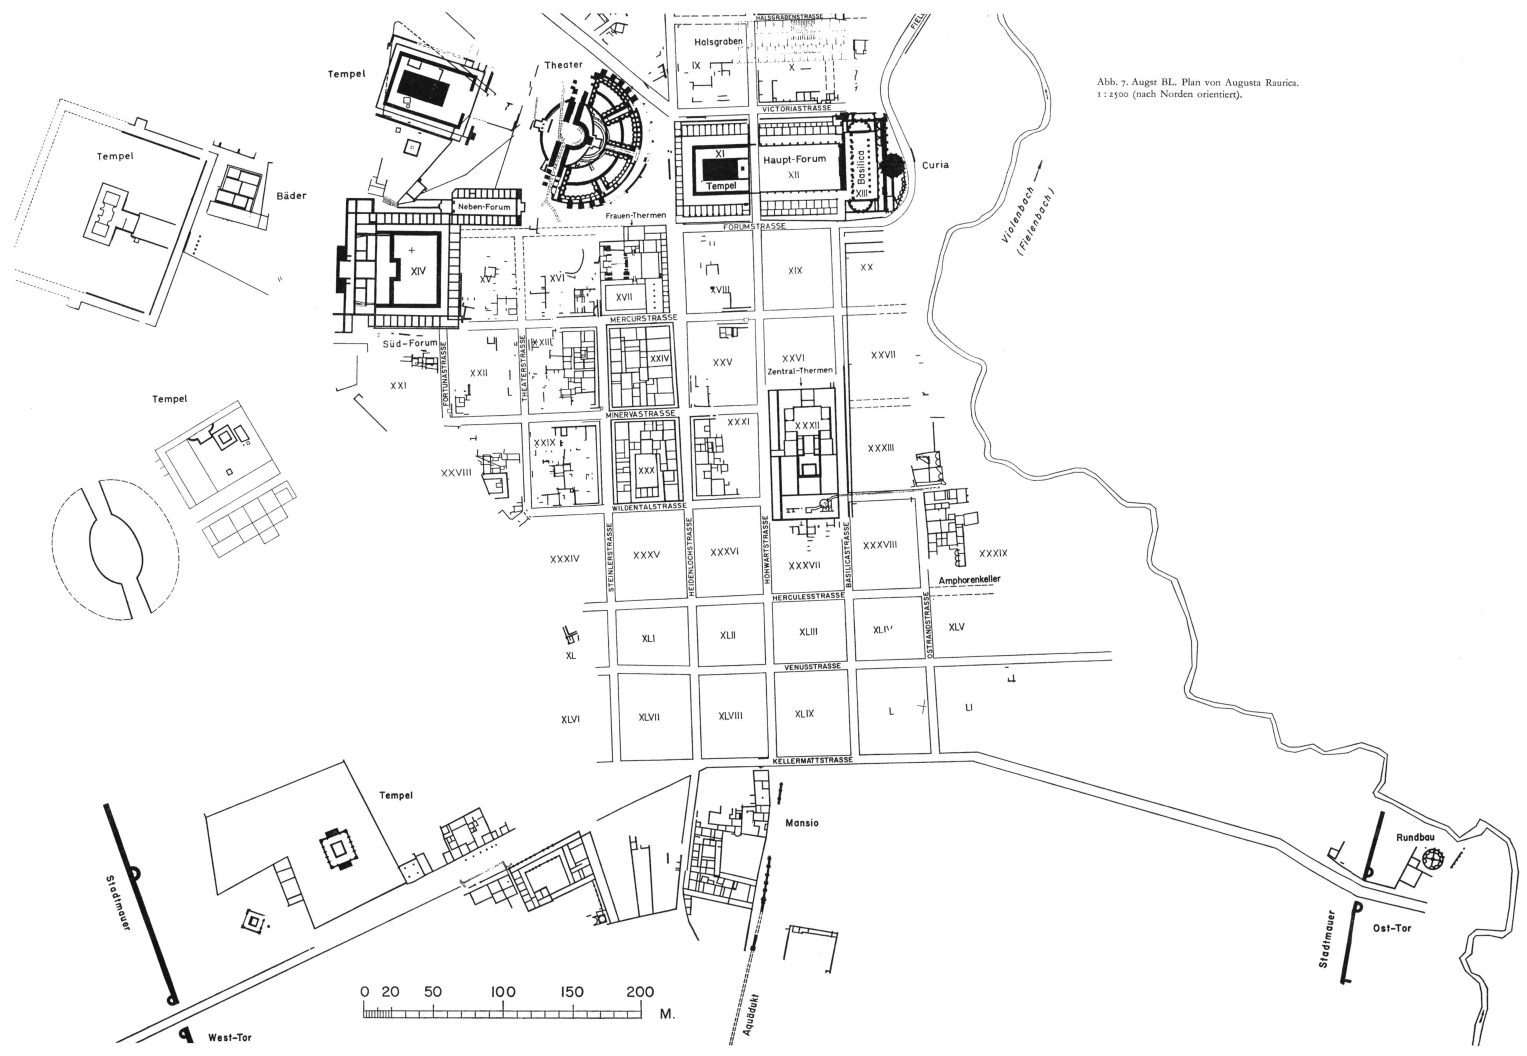 HALSGRABENSTRASSE
Halsgraben
IX
X
VICTORIASTRASSE
Abb. 7. Augst BL. Plan von Augusta Raurica.
1 : 2500 (nach Norden orientiert).
Tempel
Theater
Tempel
Bäder
Neben-Forum
XI
Tempel
Haupt-Forum
XII
Basilica
XIII
Curia
Violenbach
(Fielenbach)
Frauen-Thermen
FORUMSTRASSE
XIV
XV
XVI
XVII
XVIII
XIX
XX
MERCURSTRASSE
Süd-Forum
FORTUNASTRASSE
THEATERSTRASSE
XXI
XXII
XXIII
XXIV
XXV
XXVI
XXVII
Zentral-Thermen
Tempel
MINERVASTRASSE
XXVIII
XXIX
XXX
XXXI
XXXII
XXXIII
WILDENTALSTRASSE
STEINLERSTRASSE
HEIDENLOCHSTRASSE
HOHWARTSTRASSE
BASILICASTRASSE
XXXIV
XXXV
XXXVI
XXXVII
XXXVIII
XXXIX
Amphorenkeller
HERCULESSTRASSE
OSTRANDSTRASSE
XL
XLI
XLII
XLIII
XLIV
XLV
VENUSSTRASSE
XLVI
XLVII
XLVIII
XLIX
L
LI
KELLERMATTSTRASSE
Tempel
Mansio
Rundbau
Stadtmauer
Stadtmauer
Ost-Tor
0 20 50 100 150 200 M.
Aquädukt
West-Tor